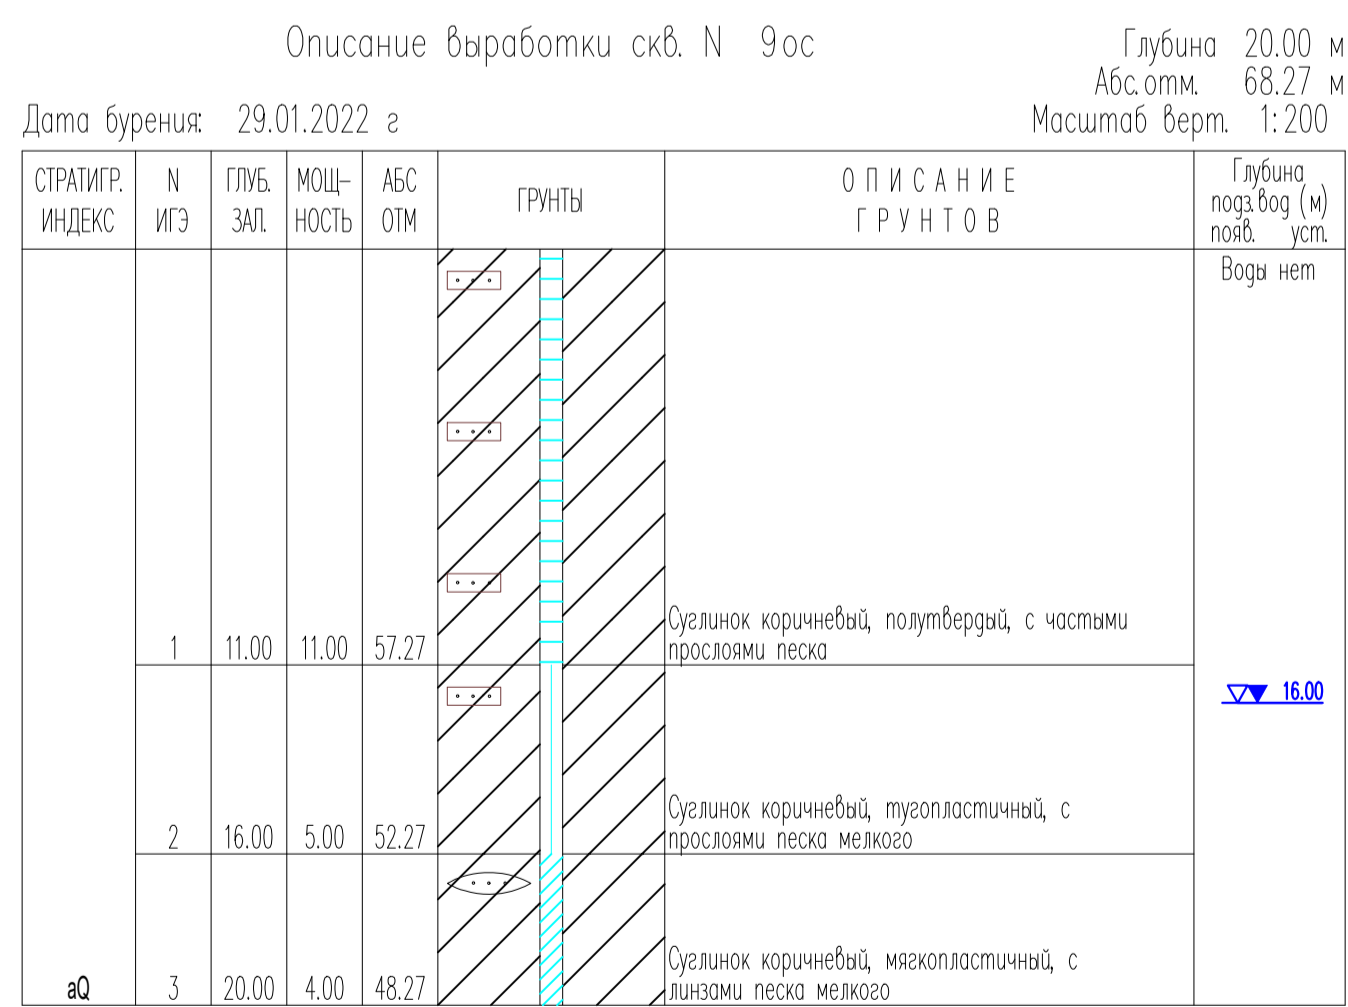 Описание выработки скв. N 9ос
Глубина 20.00 м
Абс.отм. 68.27 м
Дата бурения: 29.01.2022 г
Масштаб верт. 1:200
СТРАТИГР. ИНДЕКС
N ИГЭ
ГЛУБ. ЗАЛ.
МОЩ-
НОСТЬ
АБС ОТМ
ГРУНТЫ
ОПИСАНИЕ
ГРУНТОВ
Глубина
подз.вод (м)
появ. уст.
Воды нет
Суглинок коричневый, полутвердый, с частыми
1 11.00 11.00 57.27 прослоями песка
16.00
Суглинок коричневый, тугопластичный, с
2 16.00 5.00 52.27 прослоями песка мелкого
Суглинок коричневый, мягкопластичный, с
aQ 3 20.00 4.00 48.27 линзами песка мелкого